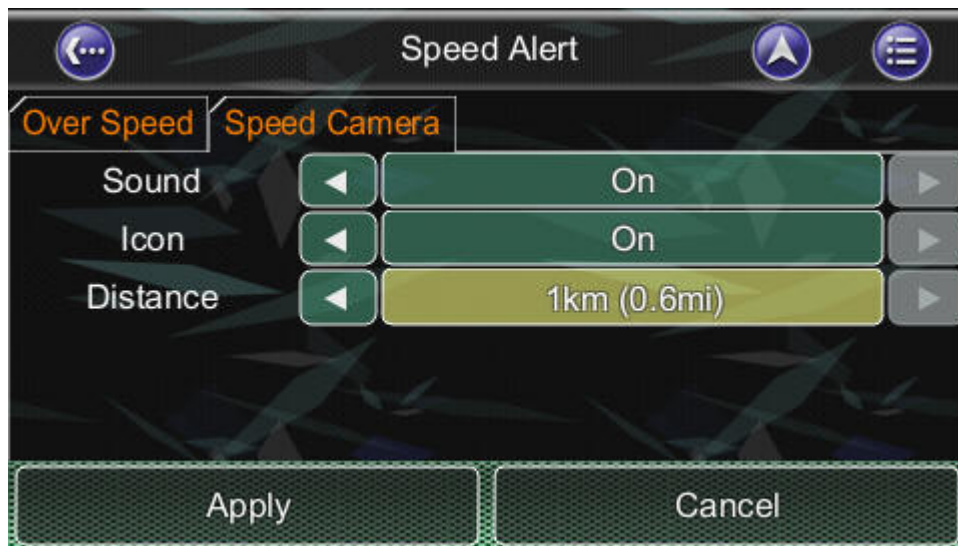 Speed Alert
Over Speed Speed Camera
Sound On
Icon On
Distance 1km (0.6mi)
Apply Cancel